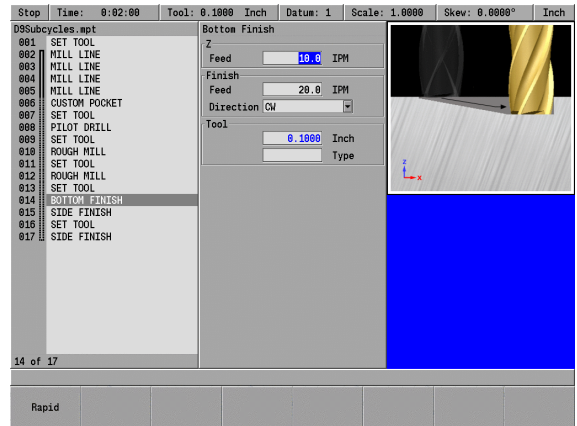 Stop Time: 0:02:00 Tool: 0.1000 Inch Datum: 1 Scale: 1.0000 Skew: 0.0000° Inch
D9Subcycles.mpt
001 SET TOOL
002 MILL LINE
003 MILL LINE
004 MILL LINE
005 MILL LINE
006 CUSTOM POCKET
007 SET TOOL
008 PILOT DRILL
009 SET TOOL
010 ROUGH MILL
011 SET TOOL
012 ROUGH MILL
013 SET TOOL
014 BOTTOM FINISH
015 SIDE FINISH
016 SET TOOL
017 SIDE FINISH
14 of 17
Bottom Finish
Z
Feed 10.0 IPM
Finish
Feed 20.0 IPM
Direction CW
Tool
0.1000 Inch
Type
Z
X
Rapid